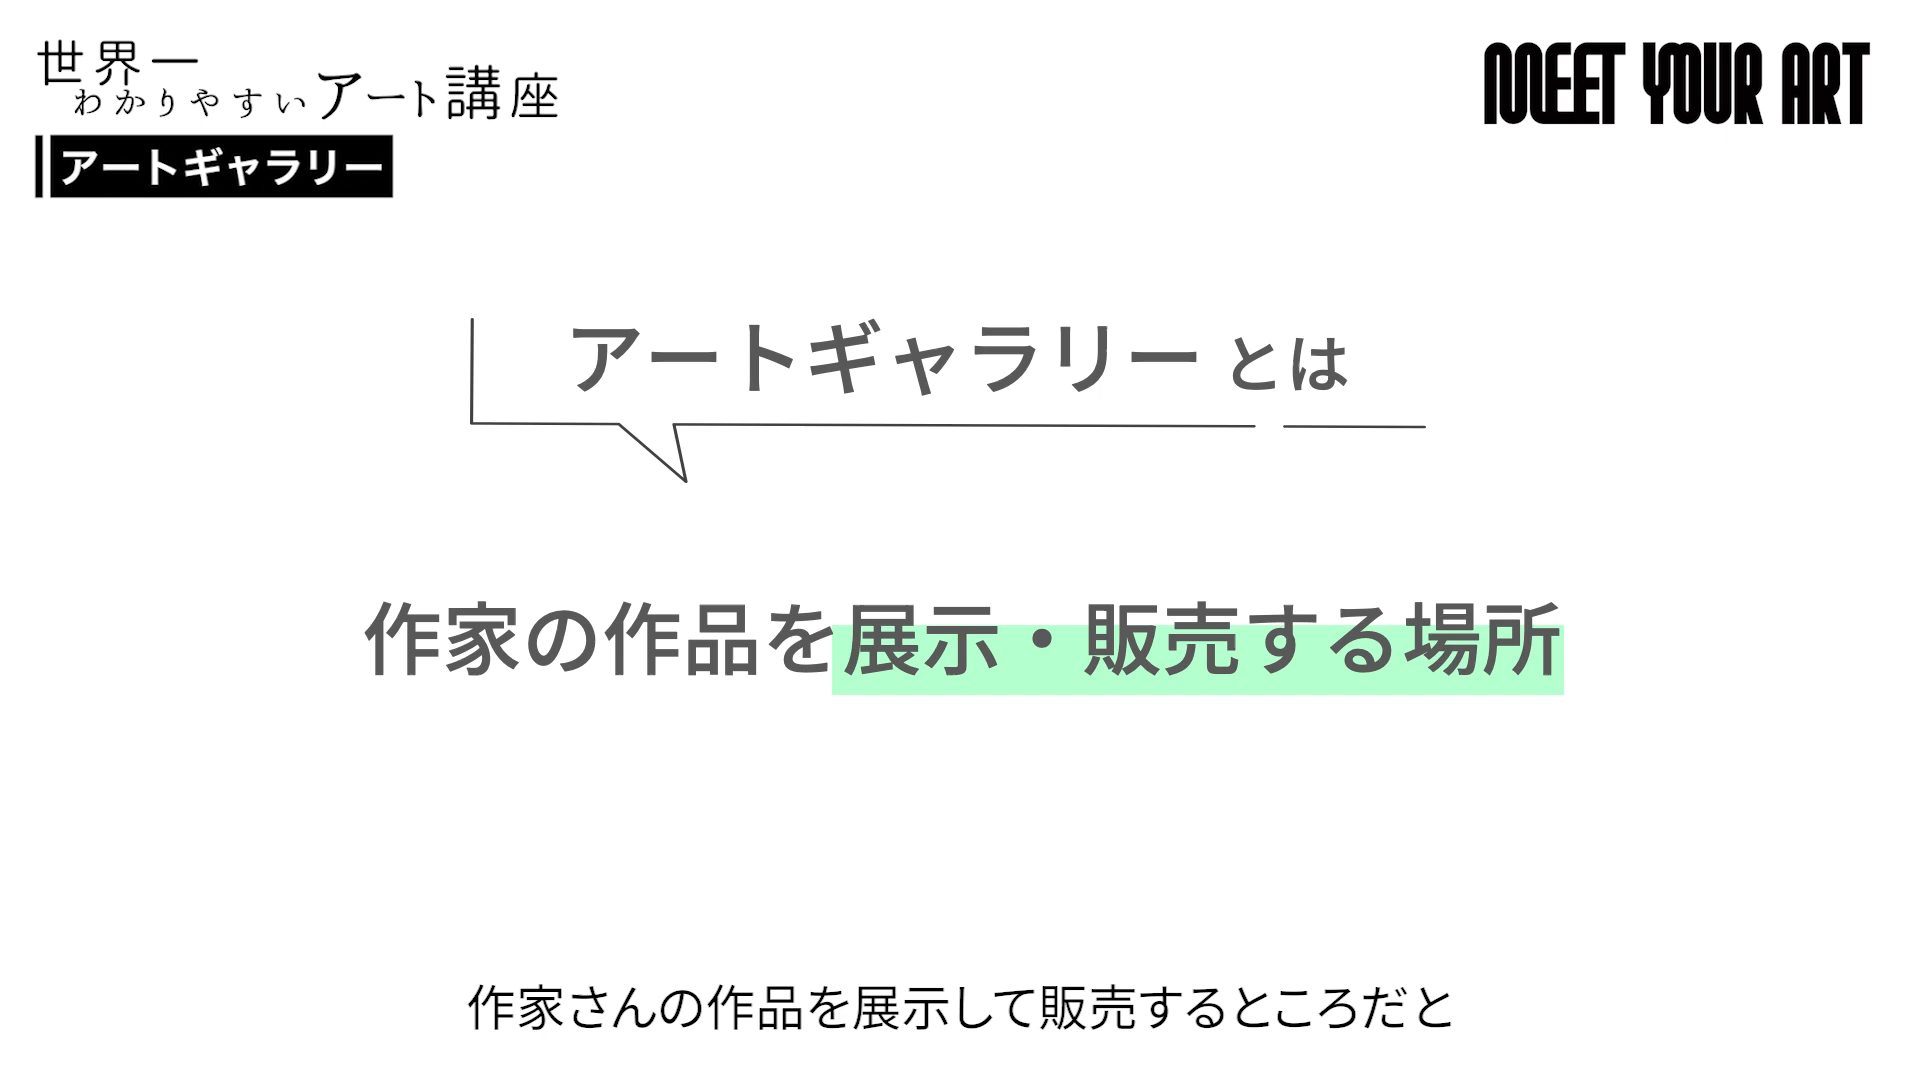 世界一
わかりやすいアート講座
MEET YOUR ART
アートギャラリー
アートギャラリーとは
作家の作品を展示・販売する場所
作家さんの作品を展示して販売するところだと